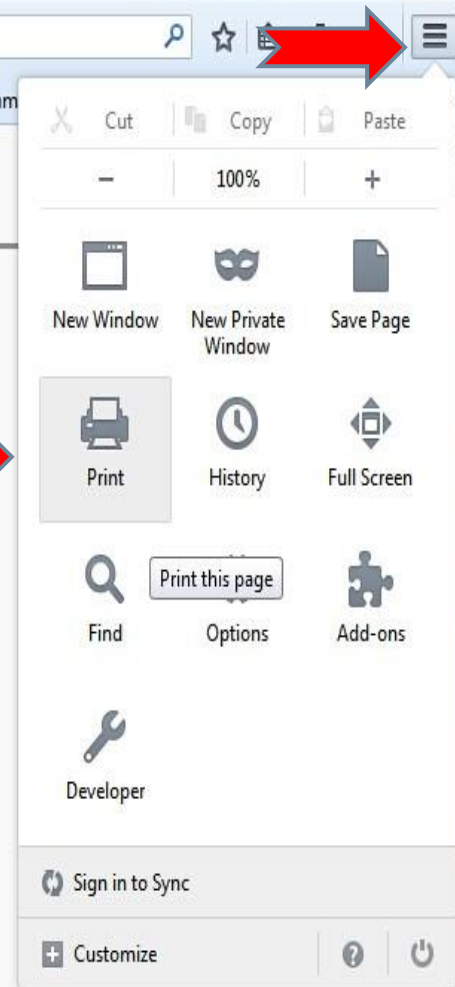 am
Cut Copy Paste
− 100% +
New Window New Private Window Save Page
Print History Full Screen
Print this page
Find Options Add-ons
Developer
Sign in to Sync
Customize